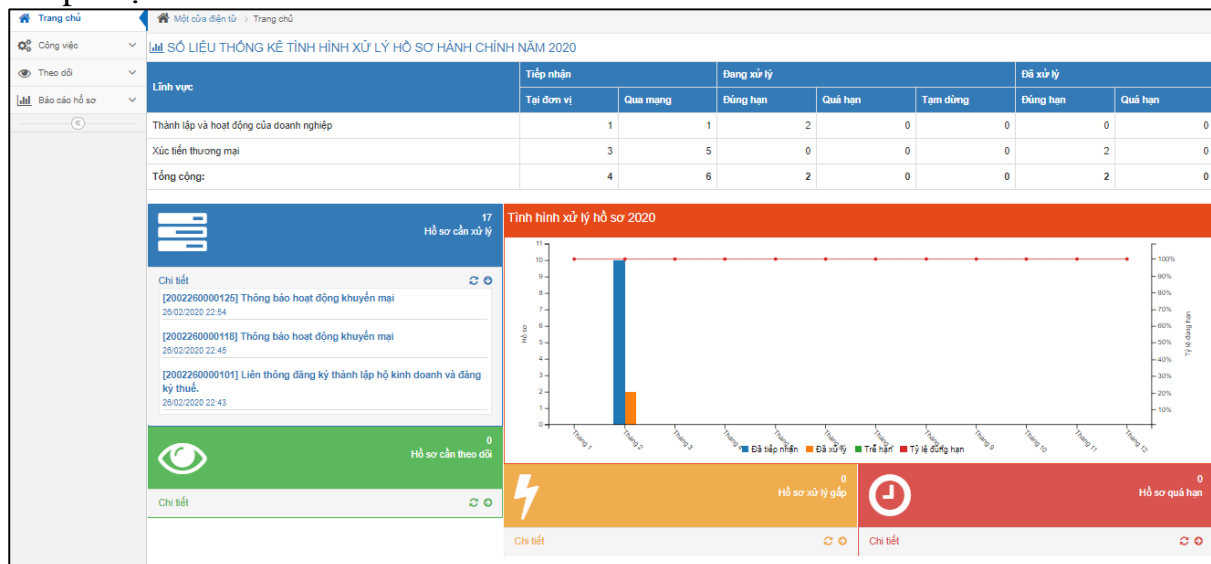 Trang chủ
Một cửa điện tử > Trang chủ
Công việc
Theo dõi
Báo cáo hồ sơ
SỐ LIỆU THỐNG KÊ TÌNH HÌNH XỬ LÝ HỒ SƠ HÀNH CHÍNH NĂM 2020
Lĩnh vực Tiếp nhận Đang xử lý Đã xử lý
Tại đơn vị Qua mạng Đúng hạn Quá hạn Tạm dừng Đúng hạn Quá hạn
Thành lập và hoạt động của doanh nghiệp 1 1 2 0 0 0 0
Xúc tiến thương mại 3 5 0 0 0 2 0
Tổng cộng: 4 6 2 0 0 2 0
17
Hồ sơ cần xử lý
Chi tiết
[2002260000125] Thông báo hoạt động khuyến mại
26/02/2020 22:54
[2002260000118] Thông báo hoạt động khuyến mại
26/02/2020 22:45
[2002260000101] Liên thông đăng ký thành lập hộ kinh doanh và đăng
ký thuế.
26/02/2020 22:43
0
Hồ sơ cần theo dõi
Chi tiết
Tình hình xử lý hồ sơ 2020
11
10
9
8
7
6
5
4
3
2
1
0
Hồ sơ
100%
90%
80%
70%
60%
50%
40%
30%
20%
10%
Tỷ lệ đúng hạn
Tháng 1
Tháng 2
Tháng 3
Tháng 9
Tháng 10
Tháng 11
Tháng 12
Đã tiếp nhận Đã xử lý Trễ hạn Tỷ lệ đúng hạn
0
Hồ sơ xử lý gấp
Chi tiết
0
Hồ sơ quá hạn
Chi tiết